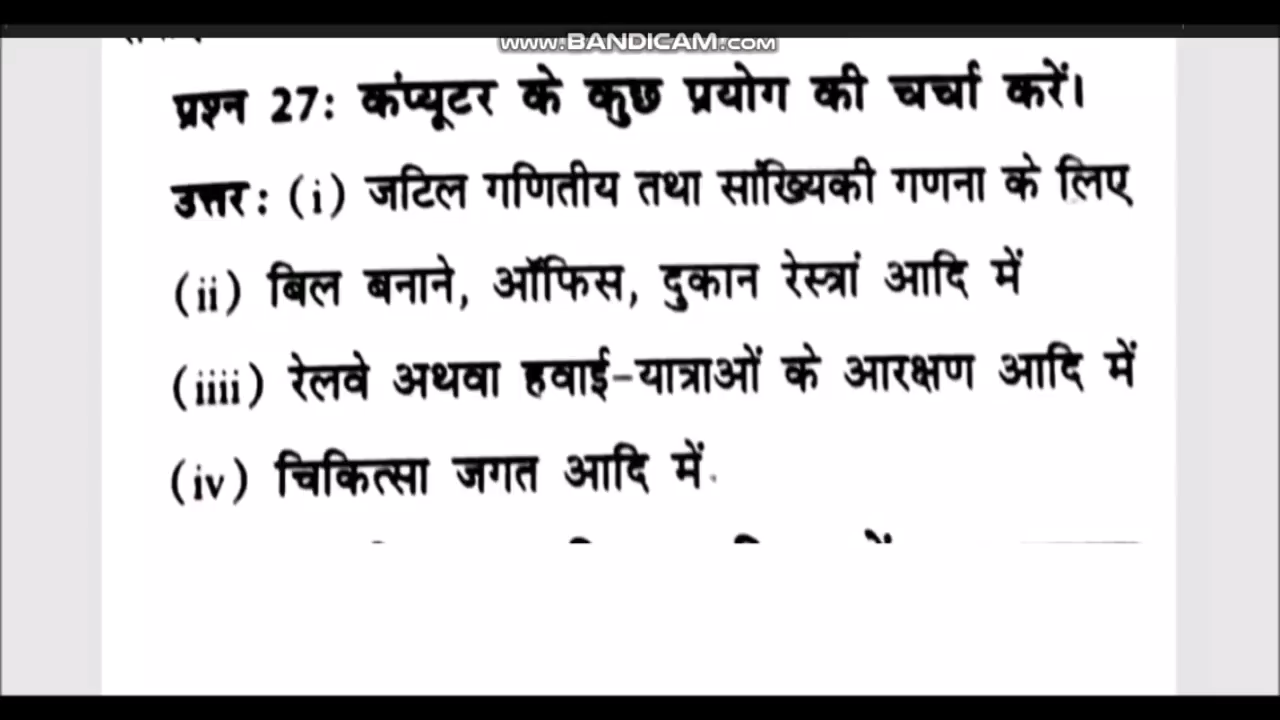 www.BANDICAM.com
प्रश्न 27: कंप्यूटर के कुछ प्रयोग की चर्चा करें।
उत्तर: (i) जटिल गणितीय तथा सांख्यिकी गणना के लिए
(ii) बिल बनाने, ऑफिस, दुकान रेस्त्रां आदि में
(iiii) रेलवे अथवा हवाई-यात्राओं के आरक्षण आदि में
(iv) चिकित्सा जगत आदि में.